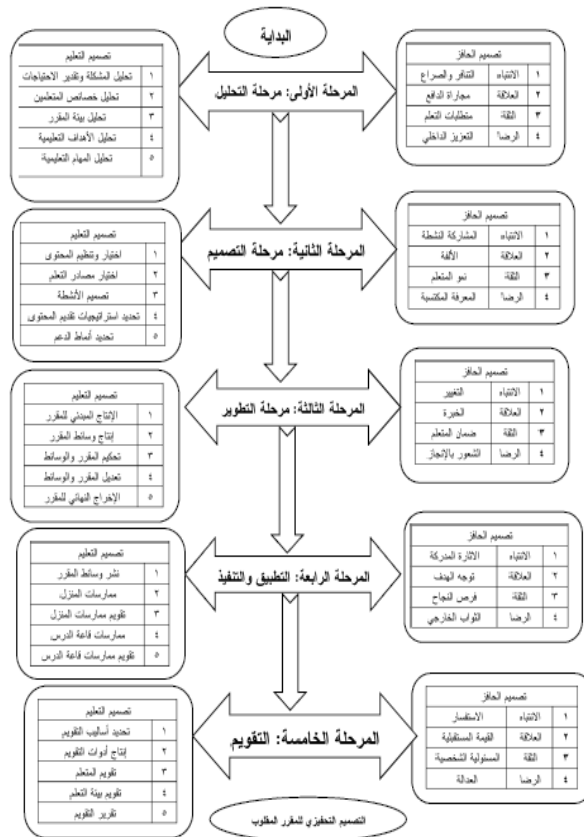 البداية
تصميم الحافز
١ الانتباه التنافر والصراع
٢ العلاقة مجاراة الدافع
٣ الثقة متطلبات التعلم
٤ الرضا التعزيز الداخلي
المرحلة الأولى: مرحلة التحليل
تصميم التعليم
١ تحليل المشكلة وتقدير الاحتياجات
٢ تحليل خصائص المتعلمين
٣ تحليل بيئة المقرر
٤ تحليل الأهداف التعليمية
٥ تحليل المهام التعليمية
تصميم الحافز
١ الانتباه المشاركة النشطة
٢ العلاقة الألفة
٣ الثقة نمو المتعلم
٤ الرضا المعرفة المكتسبة
المرحلة الثانية: مرحلة التصميم
تصميم التعليم
١ اختيار وتنظيم المحتوى
٢ اختيار مصادر التعلم
٣ تصميم الأنشطة
٤ تحديد استراتيجيات تقديم المحتوى
٥ تحديد أنماط الدعم
تصميم الحافز
١ الانتباه التغيير
٢ العلاقة الخبرة
٣ الثقة ضمان المتعلم
٤ الرضا الشعور بالإنجاز
المرحلة الثالثة: مرحلة التطوير
تصميم التعليم
١ الإنتاج المبدئي للمقرر
٢ إنتاج وسائط المقرر
٣ تحكيم المقرر والوسائط
٤ تعديل المقرر والوسائط
٥ الإخراج النهائي للمقرر
تصميم الحافز
١ الانتباه الاثارة المدركة
٢ العلاقة توجه الهدف
٣ الثقة فرص النجاح
٤ الرضا الثواب الخارجي
المرحلة الرابعة: التطبيق والتنفيذ
تصميم التعليم
١ نشر وسائط المقرر
٢ ممارسات المنزل
٣ تقويم ممارسات المنزل
٤ ممارسات قاعة الدرس
٥ تقويم ممارسات قاعة الدرس
تصميم الحافز
١ الانتباه الاستفسار
٢ العلاقة القيمة المستقبلية
٣ الثقة المسئولية الشخصية
٤ الرضا العدالة
المرحلة الخامسة: التقويم
تصميم التعليم
١ تحديد أساليب التقويم
٢ إنتاج أدوات التقويم
٣ تقويم المتعلم
٤ تقويم بيئة التعلم
٥ تقرير التقويم
التصميم التحفيزي للمقرر المقلوب